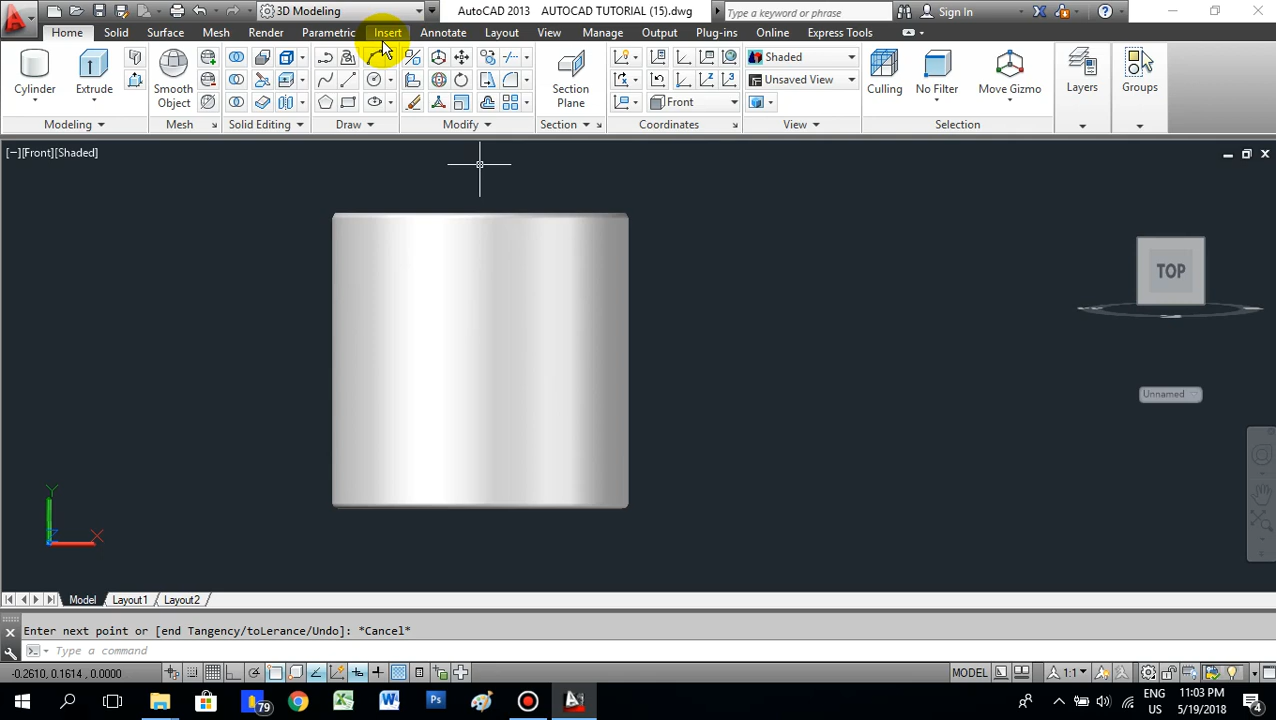 3D Modeling
AutoCAD 2013 AUTOCAD TUTORIAL (15).dwg
Type a keyword or phrase
Sign In
Home Solid Surface Mesh Render Parametric Insert Annotate Layout View Manage Output Plug-ins Online Express Tools
Cylinder
Extrude
Smooth
Object
Section
Plane
Shaded
Unsaved View
Front
Culling
No Filter
Move Gizmo
Layers
Groups
Modeling Mesh Solid Editing Draw Modify Section Coordinates View Selection
[−][Front][Shaded]
TOP
Unnamed
Y
X
Z
Model Layout1 Layout2
Enter next point or [end Tangency/toLerance/Undo]: *Cancel*
Type a command
-0.2610, 0.1614, 0.0000
MODEL
1:1
79
ENG
US
11:03 PM
5/19/2018
4